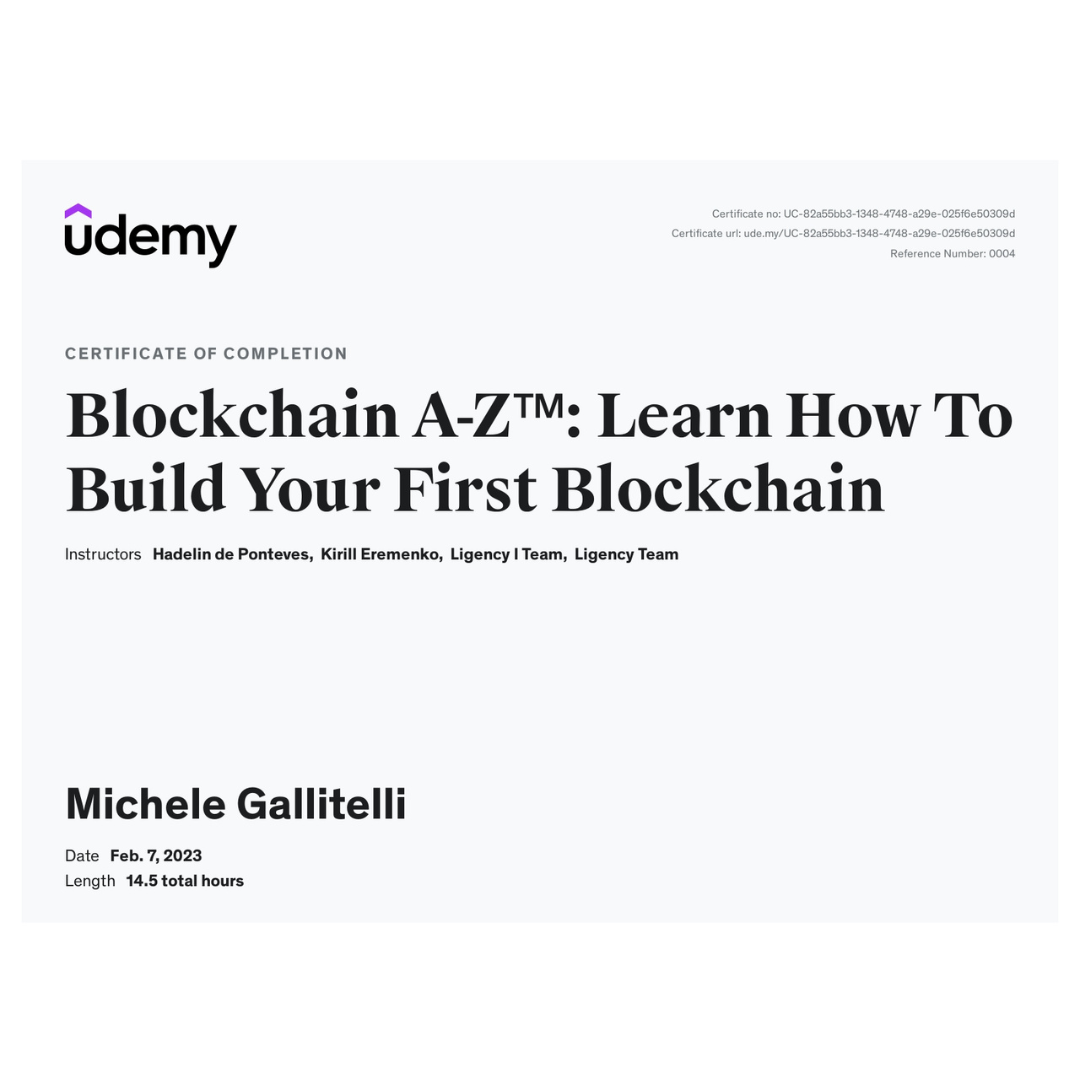 udemy
Certificate no: UC-82a55bb3-1348-4748-a29e-025f6e50309d
Certificate url: ude.my/UC-82a55bb3-1348-4748-a29e-025f6e50309d
Reference Number: 0004
CERTIFICATE OF COMPLETION
Blockchain A-Z™: Learn How To
Build Your First Blockchain
Instructors Hadelin de Ponteves, Kirill Eremenko, Ligency I Team, Ligency Team
Michele Gallitelli
Date Feb. 7, 2023
Length 14.5 total hours